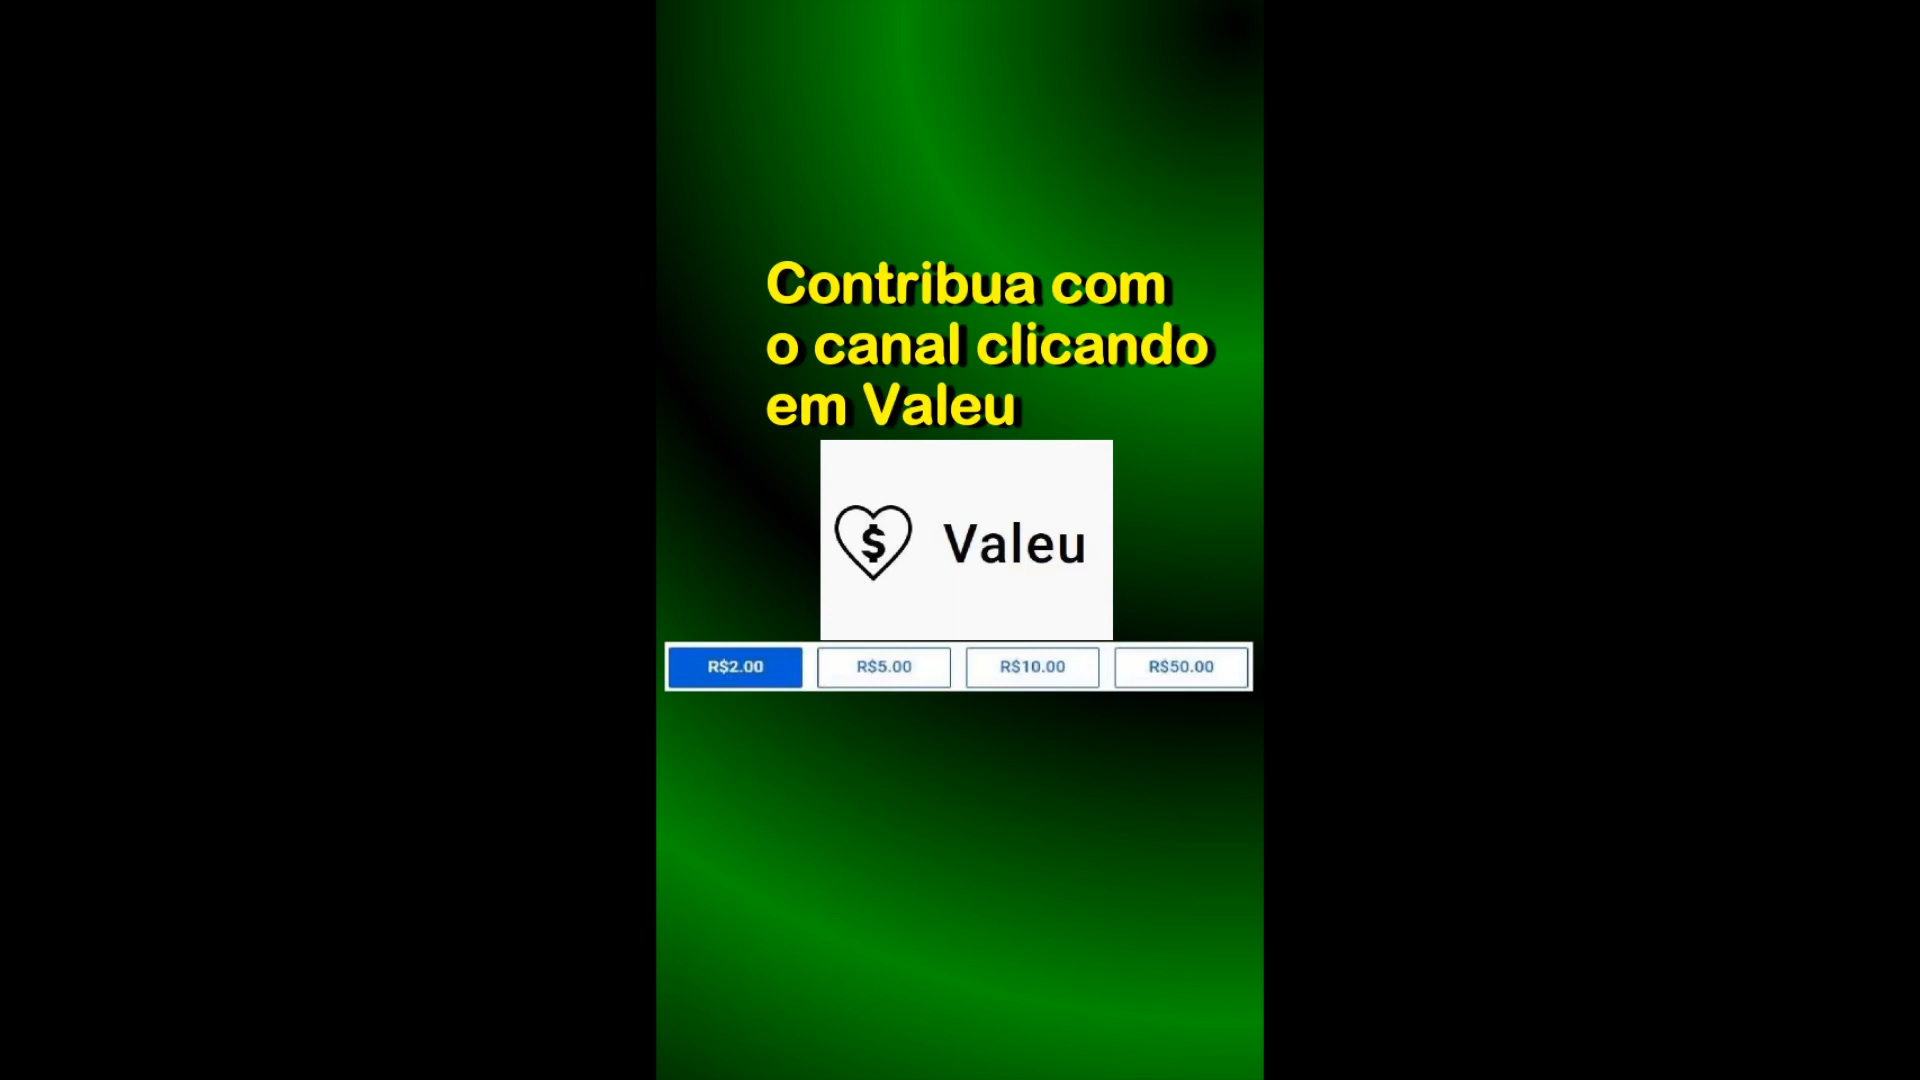 Contribua com
o canal clicando
em Valeu
$ Valeu
R$2.00 R$5.00 R$10.00 R$50.00